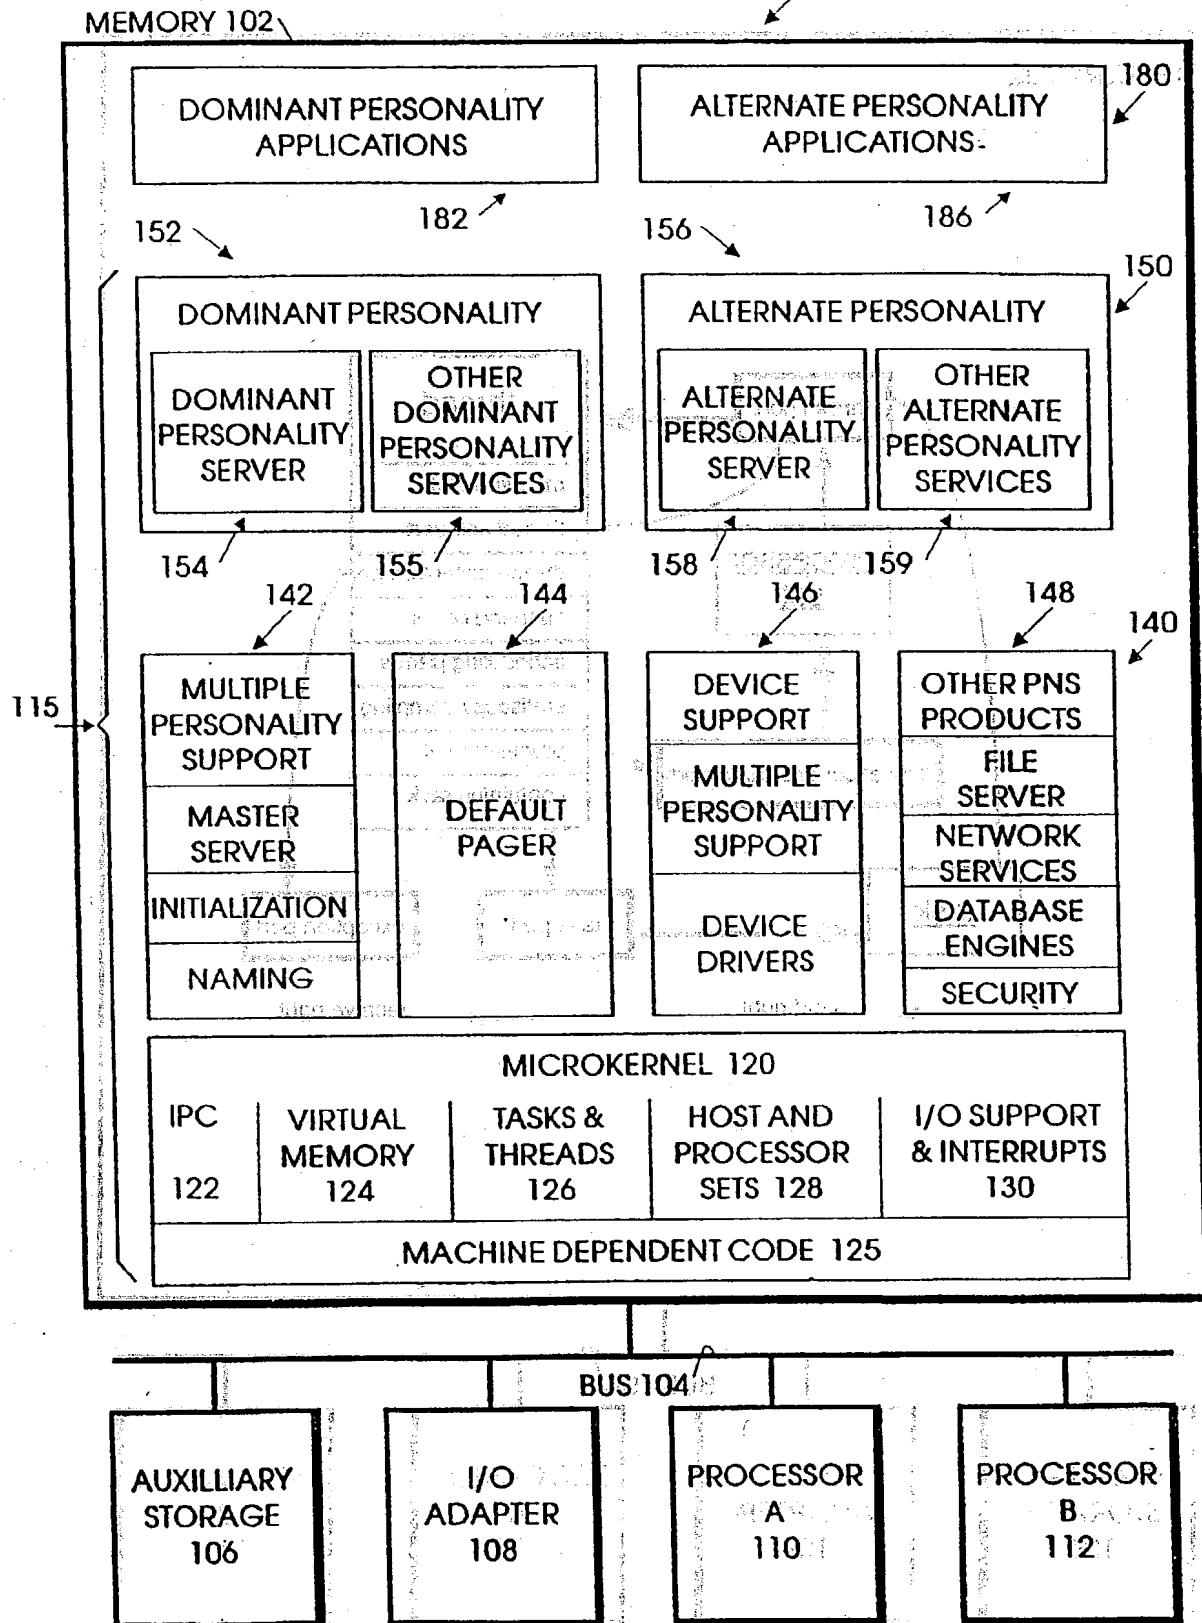 MEMORY 102
DOMINANT PERSONALITY
APPLICATIONS
ALTERNATE PERSONALITY
APPLICATIONS
180
182
186
152
156
150
DOMINANT PERSONALITY
DOMINANT
PERSONALITY
SERVER
OTHER
DOMINANT
PERSONALITY
SERVICES
ALTERNATE PERSONALITY
ALTERNATE
PERSONALITY
SERVER
OTHER
ALTERNATE
PERSONALITY
SERVICES
154
155
158
159
142
144
146
148
140
115
MULTIPLE
PERSONALITY
SUPPORT
MASTER
SERVER
INITIALIZATION
NAMING
DEFAULT
PAGER
DEVICE
SUPPORT
MULTIPLE
PERSONALITY
SUPPORT
DEVICE
DRIVERS
OTHER PNS
PRODUCTS
FILE
SERVER
NETWORK
SERVICES
DATABASE
ENGINES
SECURITY
MICROKERNEL 120
IPC
122
VIRTUAL
MEMORY
124
TASKS &
THREADS
126
HOST AND
PROCESSOR
SETS 128
I/O SUPPORT
& INTERRUPTS
130
MACHINE DEPENDENT CODE 125
BUS 104
AUXILLIARY
STORAGE
106
I/O
ADAPTER
108
PROCESSOR
A
110
PROCESSOR
B
112